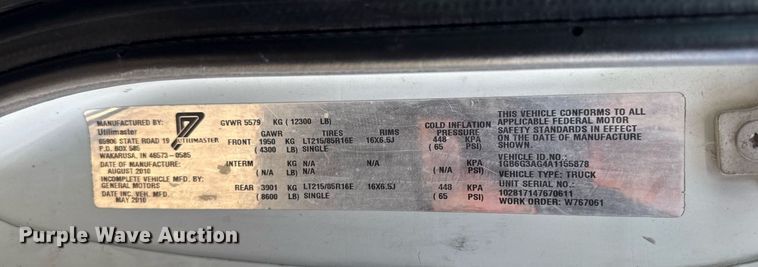 MANUFACTURED BY:
Utilimaster
65906 STATE ROAD 19
P.O. BOX 585
WAKARUSA, IN 46573-0585
DATE OF MANUFACTURE
AUGUST 2010
INCOMPLETE VEHICLE MFD. BY:
GENERAL MOTORS
DATE INC. VEH. MFD.
MAY 2010
UTILIMASTER
GVWR 5579 KG ( 12300 LB)
GAWR TIRES RIMS
FRONT 1950 KG LT215/85R16E 16X6.5J
( 4300 LB) SINGLE
INTERM KG N/A N/A
(N/A LB) N/A
REAR 3901 KG LT215/85R16E 16X6.5J
( 8600 LB) SINGLE
COLD INFLATION
PRESSURE
448 KPA
( 65 PSI)
KPA
( N/A PSI)
448 KPA
( 65 PSI)
THIS VEHICLE CONFORMS TO ALL
APPLICABLE FEDERAL MOTOR
SAFETY STANDARDS IN EFFECT
ON THE DATE OF MANUFACTURE
SHOWN.
VEHICLE ID NO:
1GB6G3AG4A1155878
VEHICLE TYPE: TRUCK
UNIT SERIAL NO:
102817147670611
WORK ORDER: W767061
Purple Wave Auction
Purple Wave Auction